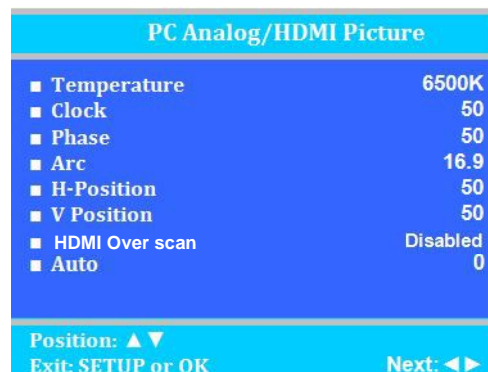 PC Analog/HDMI Picture
■ Temperature 6500K
■ Clock 50
■ Phase 50
■ Arc 16.9
■ H-Position 50
■ V Position 50
■ HDMI Over scan Disabled
■ Auto 0
Position: ▲ ▼
Exit: SETUP or OK Next: ◀ ▶